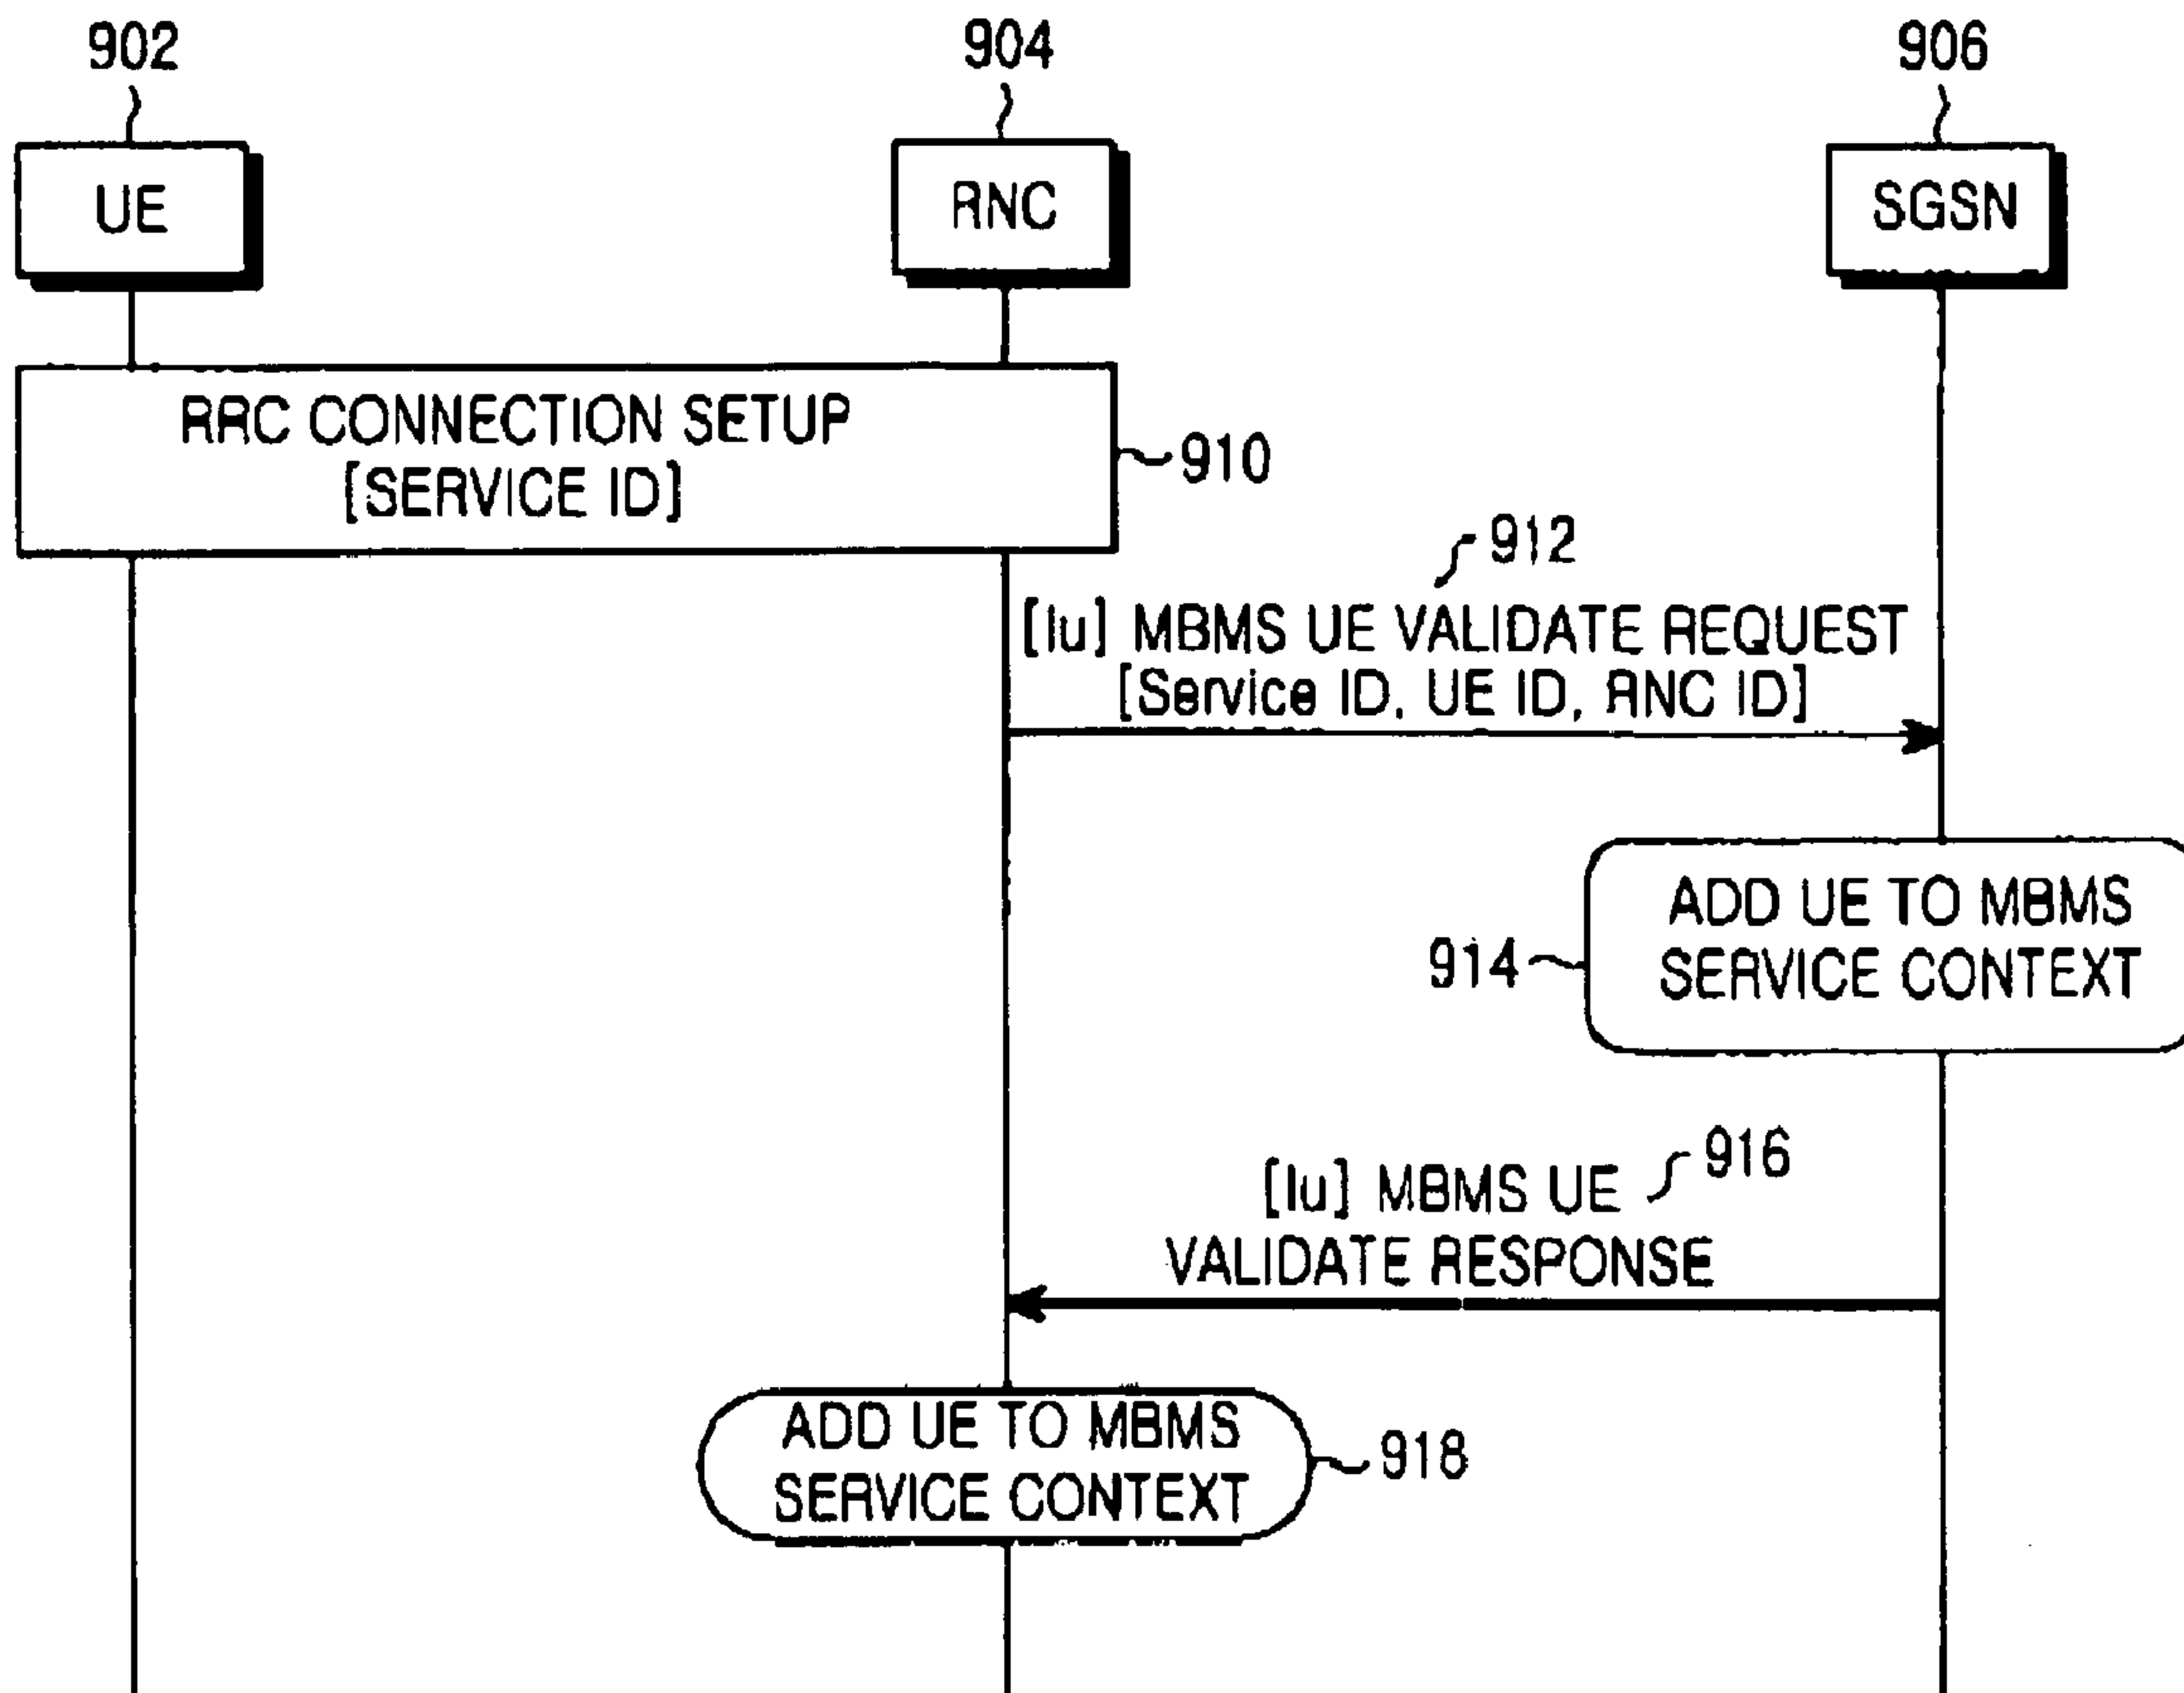 902
904
906
UE
RNC
SGSN
RRC CONNECTION SETUP
[SERVICE ID]
910
912
[Iu] MBMS UE VALIDATE REQUEST
[Service ID, UE ID, RNC ID]
ADD UE TO MBMS
SERVICE CONTEXT
914
916
[Iu] MBMS UE
VALIDATE RESPONSE
ADD UE TO MBMS
SERVICE CONTEXT
918